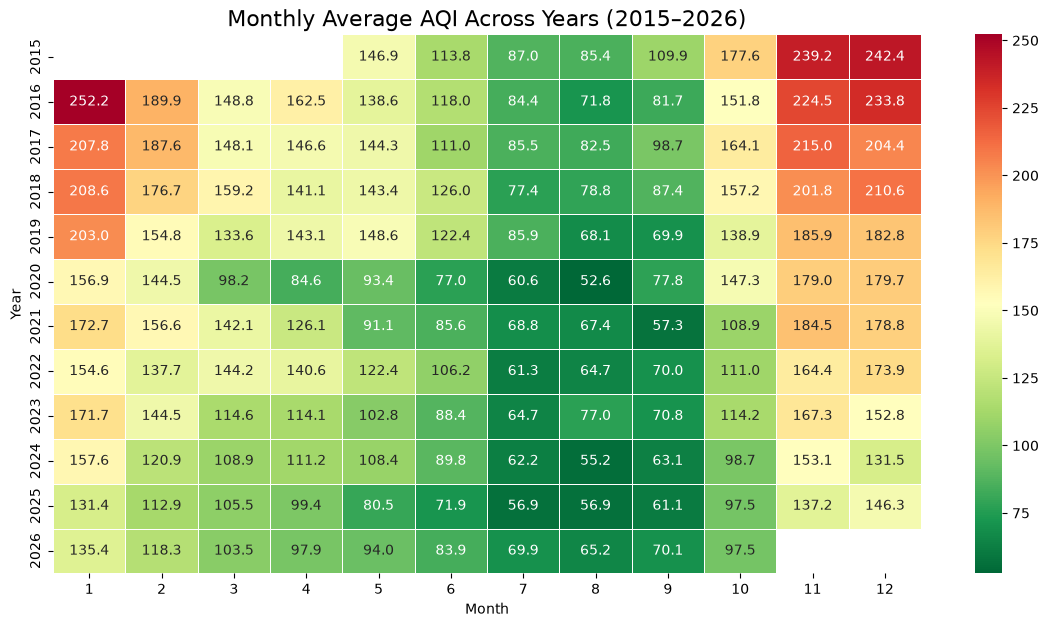 Monthly Average AQI Across Years (2015–2026)
Year
2015 146.9 113.8 87.0 85.4 109.9 177.6 239.2 242.4
2016 252.2 189.9 148.8 162.5 138.6 118.0 84.4 71.8 81.7 151.8 224.5 233.8
2017 207.8 187.6 148.1 146.6 144.3 111.0 85.5 82.5 98.7 164.1 215.0 204.4
2018 208.6 176.7 159.2 141.1 143.4 126.0 77.4 78.8 87.4 157.2 201.8 210.6
2019 203.0 154.8 133.6 143.1 148.6 122.4 85.9 68.1 69.9 138.9 185.9 182.8
2020 156.9 144.5 98.2 84.6 93.4 77.0 60.6 52.6 77.8 147.3 179.0 179.7
2021 172.7 156.6 142.1 126.1 91.1 85.6 68.8 67.4 57.3 108.9 184.5 178.8
2022 154.6 137.7 144.2 140.6 122.4 106.2 61.3 64.7 70.0 111.0 164.4 173.9
2023 171.7 144.5 114.6 114.1 102.8 88.4 64.7 77.0 70.8 114.2 167.3 152.8
2024 157.6 120.9 108.9 111.2 108.4 89.8 62.2 55.2 63.1 98.7 153.1 131.5
2025 131.4 112.9 105.5 99.4 80.5 71.9 56.9 56.9 61.1 97.5 137.2 146.3
2026 135.4 118.3 103.5 97.9 94.0 83.9 69.9 65.2 70.1 97.5
1 2 3 4 5 6 7 8 9 10 11 12
Month
250
225
200
175
150
125
100
75